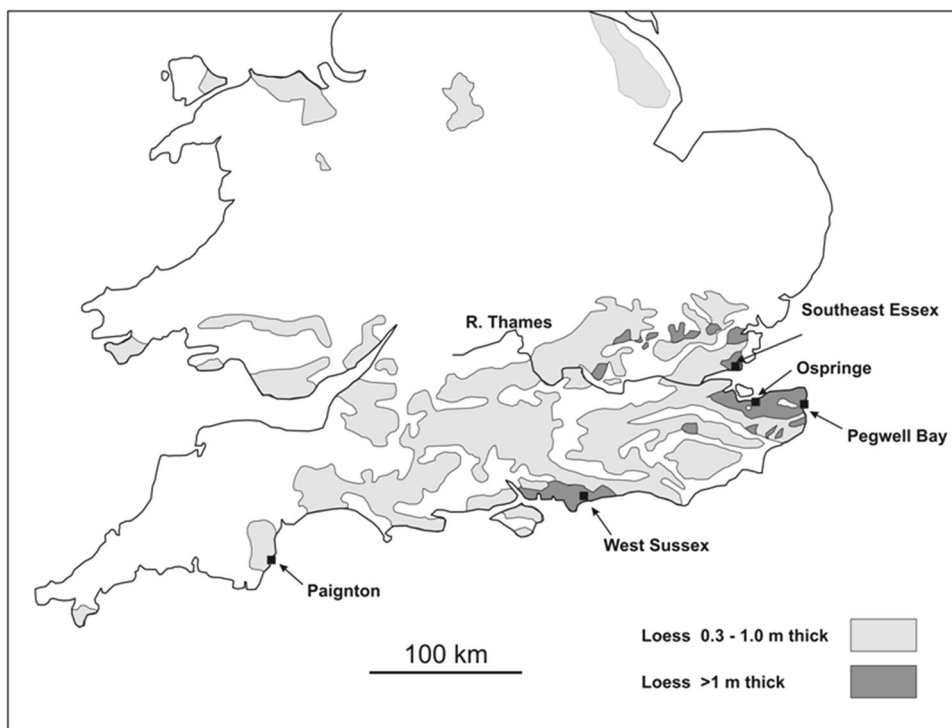 R. Thames
Southeast Essex
Ospringe
Pegwell Bay
West Sussex
Paignton
100 km
Loess 0.3 - 1.0 m thick
Loess >1 m thick